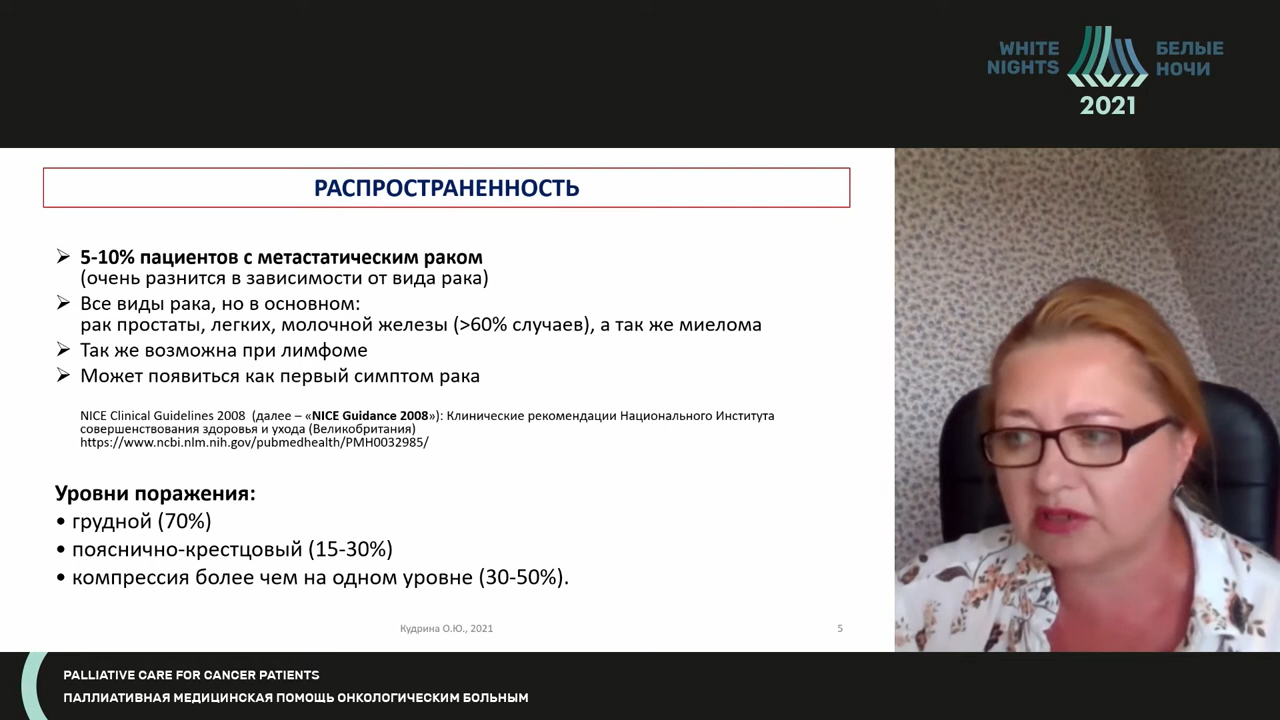 WHITE NIGHTS
БЕЛЫЕ НОЧИ
2021
РАСПРОСТРАНЕННОСТЬ
➢ 5-10% пациентов с метастатическим раком
(очень разнится в зависимости от вида рака)
➢ Все виды рака, но в основном:
рак простаты, легких, молочной железы (>60% случаев), а так же миелома
➢ Так же возможна при лимфоме
➢ Может появиться как первый симптом рака
NICE Clinical Guidelines 2008 (далее – «NICE Guidance 2008»): Клинические рекомендации Национального Института
совершенствования здоровья и ухода (Великобритания)
https://www.ncbi.nlm.nih.gov/pubmedhealth/PMH0032985/
Уровни поражения:
• грудной (70%)
• пояснично-крестцовый (15-30%)
• компрессия более чем на одном уровне (30-50%).
Кудрина О.Ю., 2021
5
PALLIATIVE CARE FOR CANCER PATIENTS
ПАЛЛИАТИВНАЯ МЕДИЦИНСКАЯ ПОМОЩЬ ОНКОЛОГИЧЕСКИМ БОЛЬНЫМ